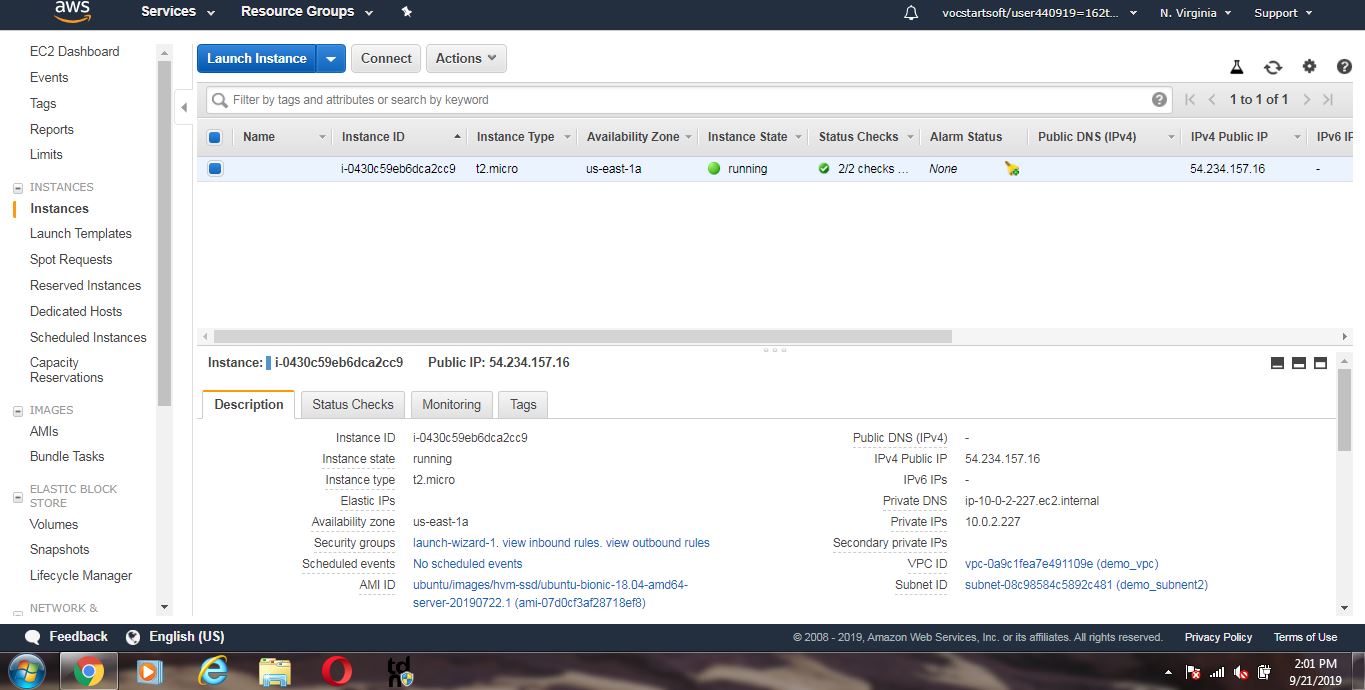 aws Services Resource Groups vocstartsoft/user440919=162t... N. Virginia Support
EC2 Dashboard
Events
Tags
Reports
Limits
INSTANCES
Instances
Launch Templates
Spot Requests
Reserved Instances
Dedicated Hosts
Scheduled Instances
Capacity
Reservations
IMAGES
AMIs
Bundle Tasks
ELASTIC BLOCK
STORE
Volumes
Snapshots
Lifecycle Manager
NETWORK &
Launch Instance Connect Actions
Filter by tags and attributes or search by keyword 1 to 1 of 1
Name Instance ID Instance Type Availability Zone Instance State Status Checks Alarm Status Public DNS (IPv4) IPv4 Public IP IPv6 IP
i-0430c59eb6dca2cc9 t2.micro us-east-1a running 2/2 checks ... None 54.234.157.16 -
Instance: i-0430c59eb6dca2cc9 Public IP: 54.234.157.16
Description Status Checks Monitoring Tags
Instance ID i-0430c59eb6dca2cc9 Public DNS (IPv4) -
Instance state running IPv4 Public IP 54.234.157.16
Instance type t2.micro IPv6 IPs -
Elastic IPs Private DNS ip-10-0-2-227.ec2.internal
Availability zone us-east-1a Private IPs 10.0.2.227
Security groups launch-wizard-1. view inbound rules. view outbound rules Secondary private IPs
Scheduled events No scheduled events VPC ID vpc-0a9c1fea7e491109e (demo_vpc)
AMI ID ubuntu/images/hvm-ssd/ubuntu-bionic-18.04-amd64- Subnet ID subnet-08c98584c5892c481 (demo_subnent2)
server-20190722.1 (ami-07d0cf3af28718ef8)
Feedback English (US) © 2008 - 2019, Amazon Web Services, Inc. or its affiliates. All rights reserved. Privacy Policy Terms of Use
2:01 PM
9/21/2019